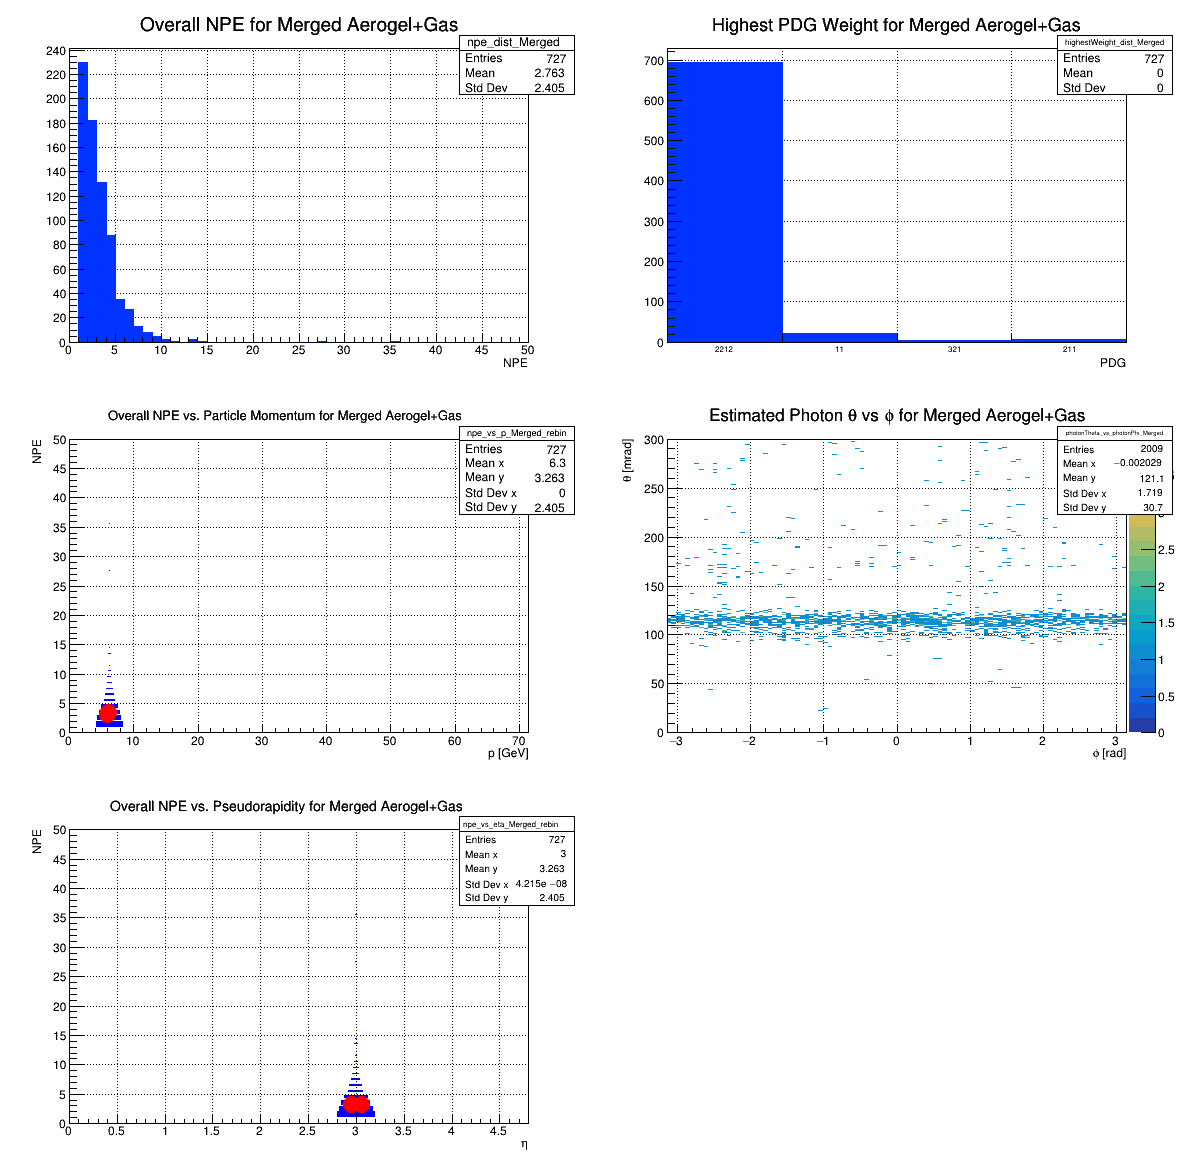 Overall NPE for Merged Aerogel+Gas
npe_dist_Merged
Entries 727
Mean 2.763
Std Dev 2.405
240
220
200
180
160
140
120
100
80
60
40
20
0
0 5 10 15 20 25 30 35 40 45 50
NPE
Highest PDG Weight for Merged Aerogel+Gas
highestWeight_dist_Merged
Entries 727
Mean 0
Std Dev 0
700
600
500
400
300
200
100
0
2212 11 321 211
PDG
Overall NPE vs. Particle Momentum for Merged Aerogel+Gas
npe_vs_p_Merged_rebin
Entries 727
Mean x 6.3
Mean y 3.263
Std Dev x 0
Std Dev y 2.405
NPE
50
45
40
35
30
25
20
15
10
5
0
0 10 20 30 40 50 60 70
p [GeV]
Estimated Photon θ vs ϕ for Merged Aerogel+Gas
photonTheta_vs_photonPhi_Merged
Entries 2009
Mean x −0.002029
Mean y 121.1
Std Dev x 1.719
Std Dev y 30.7
θ [mrad]
300
250
200
150
100
50
0
−3 −2 −1 0 1 2 3
ϕ [rad]
2.5
2
1.5
1
0.5
0
Overall NPE vs. Pseudorapidity for Merged Aerogel+Gas
npe_vs_eta_Merged_rebin
Entries 727
Mean x 3
Mean y 3.263
Std Dev x 4.215e −08
Std Dev y 2.405
NPE
50
45
40
35
30
25
20
15
10
5
0
0 0.5 1 1.5 2 2.5 3 3.5 4 4.5
η